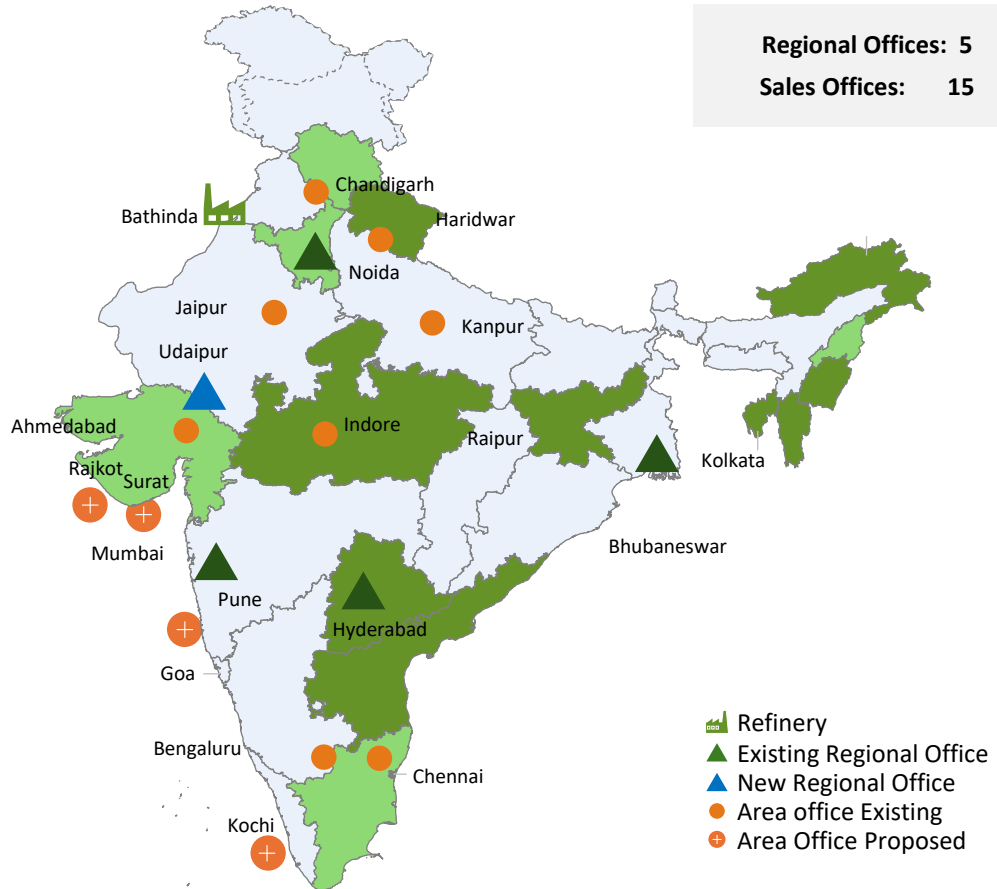 Regional Offices: 5
Sales Offices: 15
Chandigarh
Bathinda
Haridwar
Noida
Jaipur
Kanpur
Udaipur
Ahmedabad
Indore
Raipur
Kolkata
Rajkot
Surat
Mumbai
Bhubaneswar
Pune
Hyderabad
Goa
Bengaluru
Chennai
Kochi
Refinery
Existing Regional Office
New Regional Office
Area office Existing
Area Office Proposed